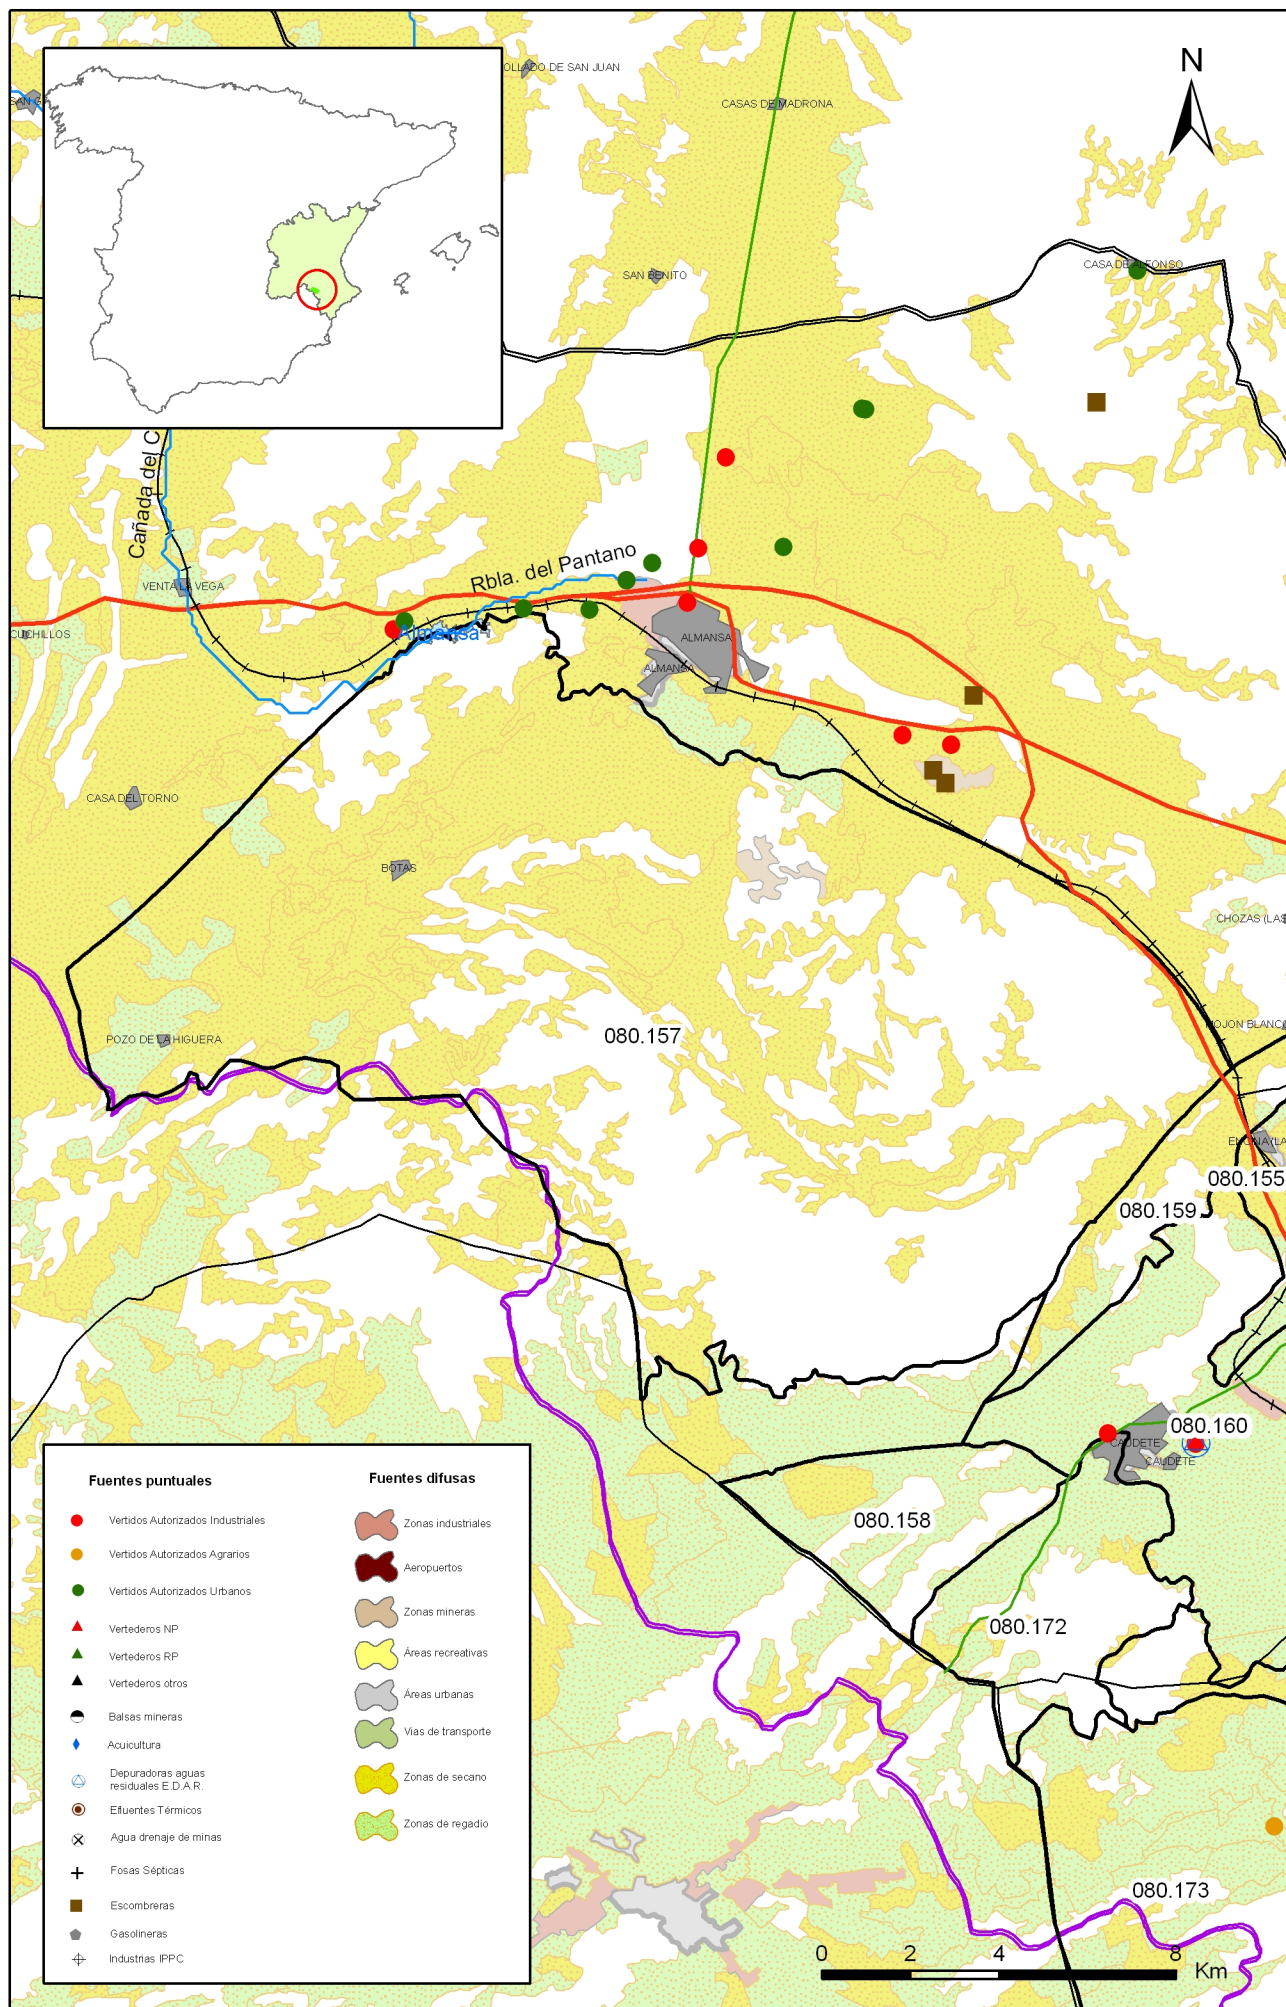 OLLADO DE SAN JUAN
N
SAN G
CASAS DE MADRONA
SAN BENITO
CASA DE ALFONSO
Cañada del C
Rbla. del Pantano
VENTA LA VEGA
CUCHILLOS
Almansa
ALMANSA
ALMANSA
CASA DEL TORNO
BOTAS
CHOZAS (LAS
POZO DE LA HIGUERA
080.157
MOJON BLANCO
ENCINA (LA
080.155
080.159
080.160
CAUDETE
CAUDETE
080.158
080.172
080.173
Fuentes puntuales
Vertidos Autorizados Industriales
Vertidos Autorizados Agrarios
Vertidos Autorizados Urbanos
Vertederos NP
Vertederos RP
Vertederos otros
Balsas mineras
Acuicultura
Depuradoras aguas
residuales E.D.A.R.
Efluentes Térmicos
Agua drenaje de minas
Fosas Sépticas
Escombreras
Gasolineras
Industrias IPPC
Fuentes difusas
Zonas industriales
Aeropuertos
Zonas mineras
Áreas recreativas
Áreas urbanas
Vias de transporte
Zonas de secano
Zonas de regadío
0 2 4 8
Km